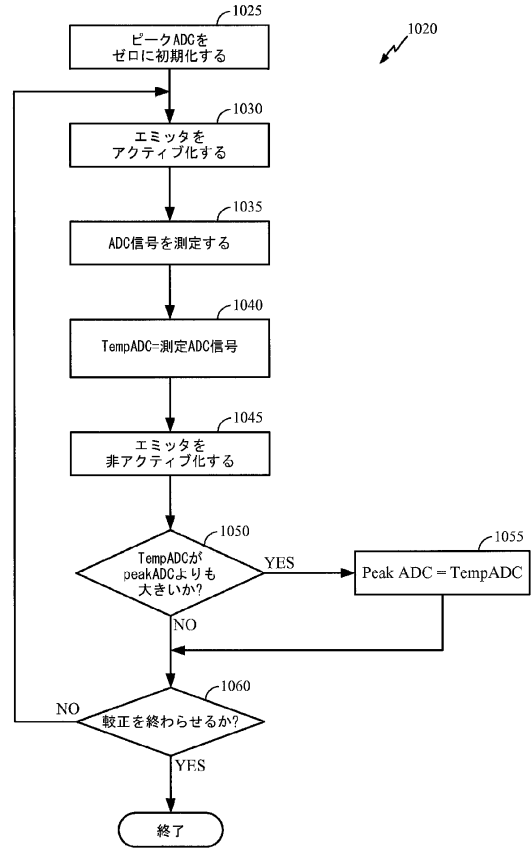 1025
ピークADCを
ゼロに初期化する
1020
1030
エミッタを
アクティブ化する
1035
ADC信号を測定する
1040
TempADC=測定ADC信号
1045
エミッタを
非アクティブ化する
1050
TempADCが
peakADCよりも
大きいか?
YES
1055
Peak ADC = TempADC
NO
1060
較正を終わらせるか?
NO
YES
終了